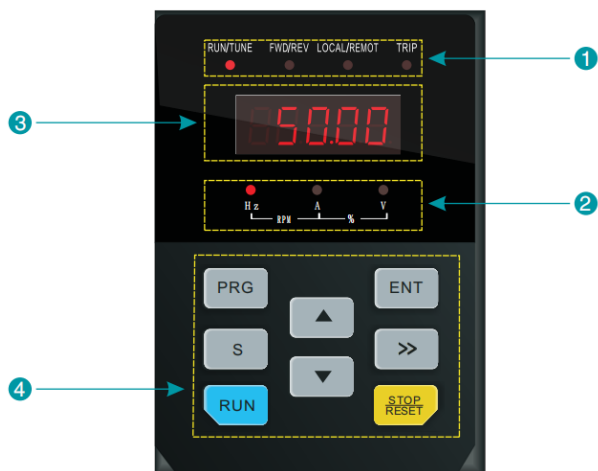 RUN/TUNE FWD/REV LOCAL/REMOT TRIP
1
3
50.00
Hz A V
RPM %
2
PRG ENT
S >>
4
RUN STOP
RESET